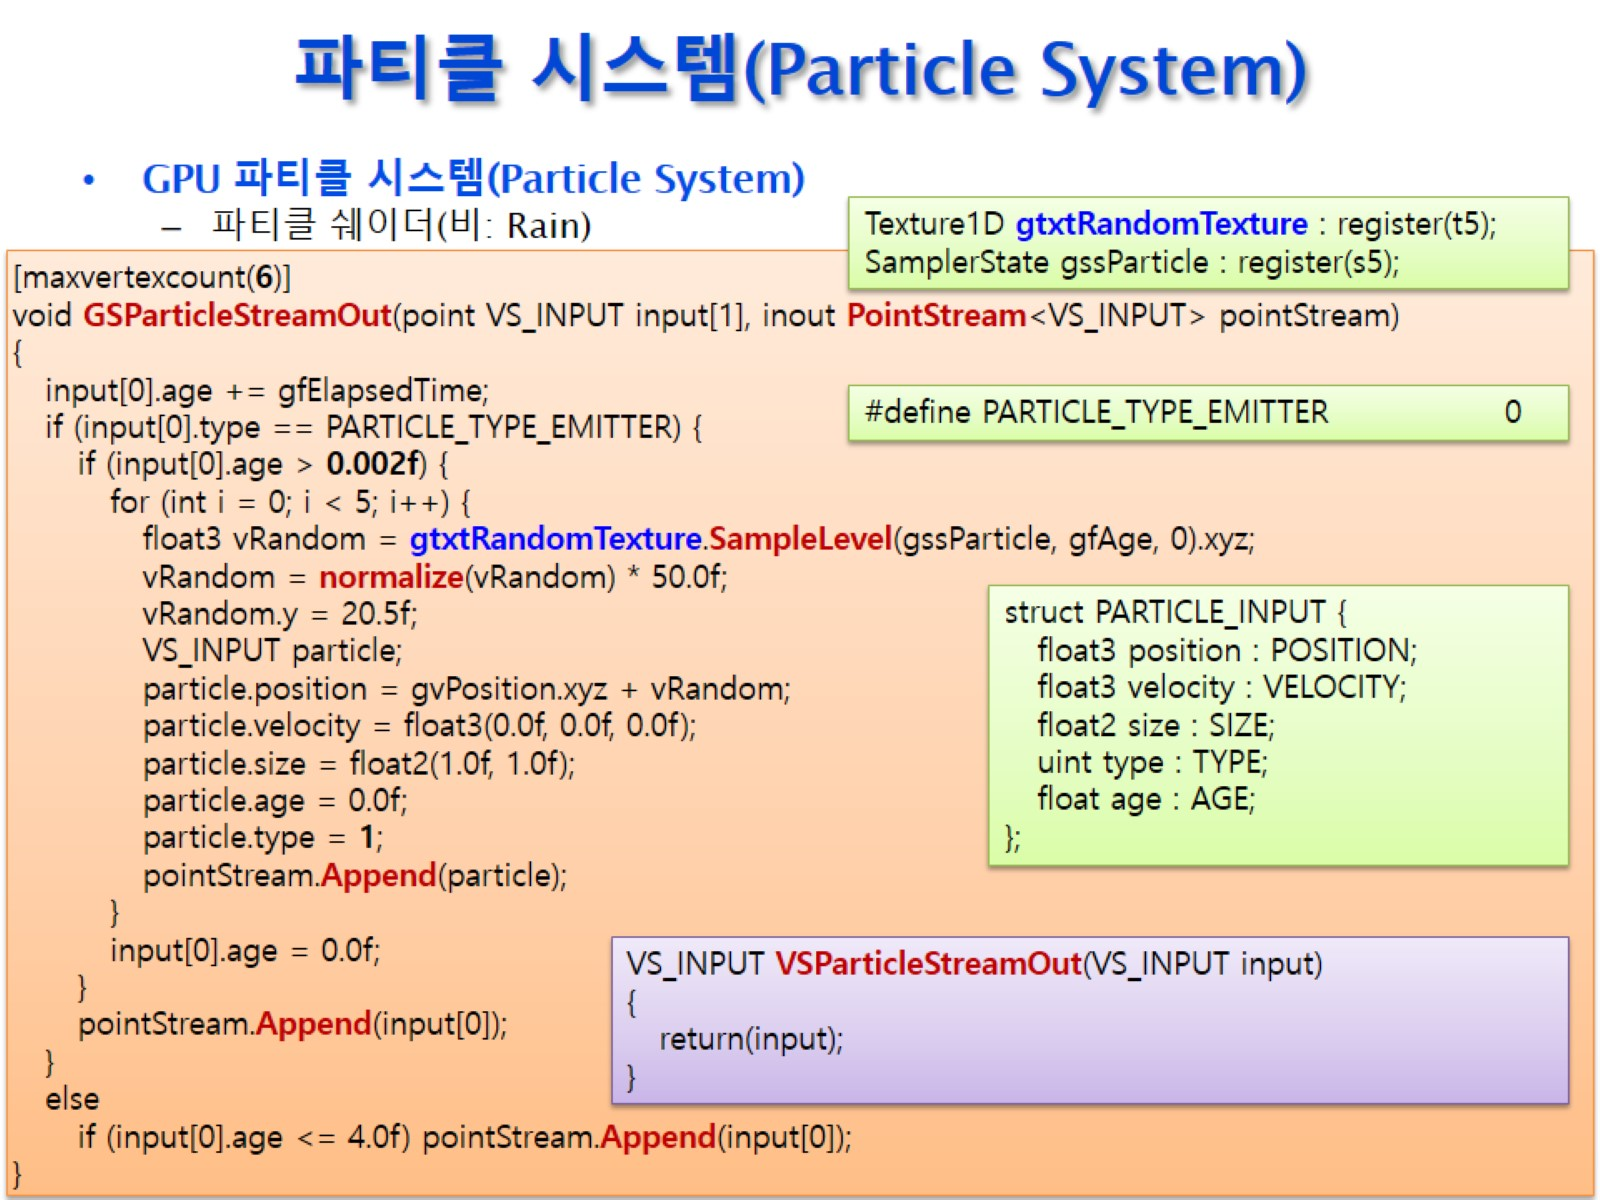 파티클 시스템(Particle System)
• GPU 파티클 시스템(Particle System)
– 파티클 쉐이더(비: Rain)
Texture1D gtxtRandomTexture : register(t5);
SamplerState gssParticle : register(s5);
[maxvertexcount(6)]
void GSParticleStreamOut(point VS_INPUT input[1], inout PointStream<VS_INPUT> pointStream)
{
input[0].age += gfElapsedTime;
if (input[0].type == PARTICLE_TYPE_EMITTER) {
if (input[0].age > 0.002f) {
for (int i = 0; i < 5; i++) {
float3 vRandom = gtxtRandomTexture.SampleLevel(gssParticle, gfAge, 0).xyz;
vRandom = normalize(vRandom) * 50.0f;
vRandom.y = 20.5f;
VS_INPUT particle;
particle.position = gvPosition.xyz + vRandom;
particle.velocity = float3(0.0f, 0.0f, 0.0f);
particle.size = float2(1.0f, 1.0f);
particle.age = 0.0f;
particle.type = 1;
pointStream.Append(particle);
}
input[0].age = 0.0f;
}
pointStream.Append(input[0]);
}
else
if (input[0].age <= 4.0f) pointStream.Append(input[0]);
}
#define PARTICLE_TYPE_EMITTER 0
struct PARTICLE_INPUT {
float3 position : POSITION;
float3 velocity : VELOCITY;
float2 size : SIZE;
uint type : TYPE;
float age : AGE;
};
VS_INPUT VSParticleStreamOut(VS_INPUT input)
{
return(input);
}